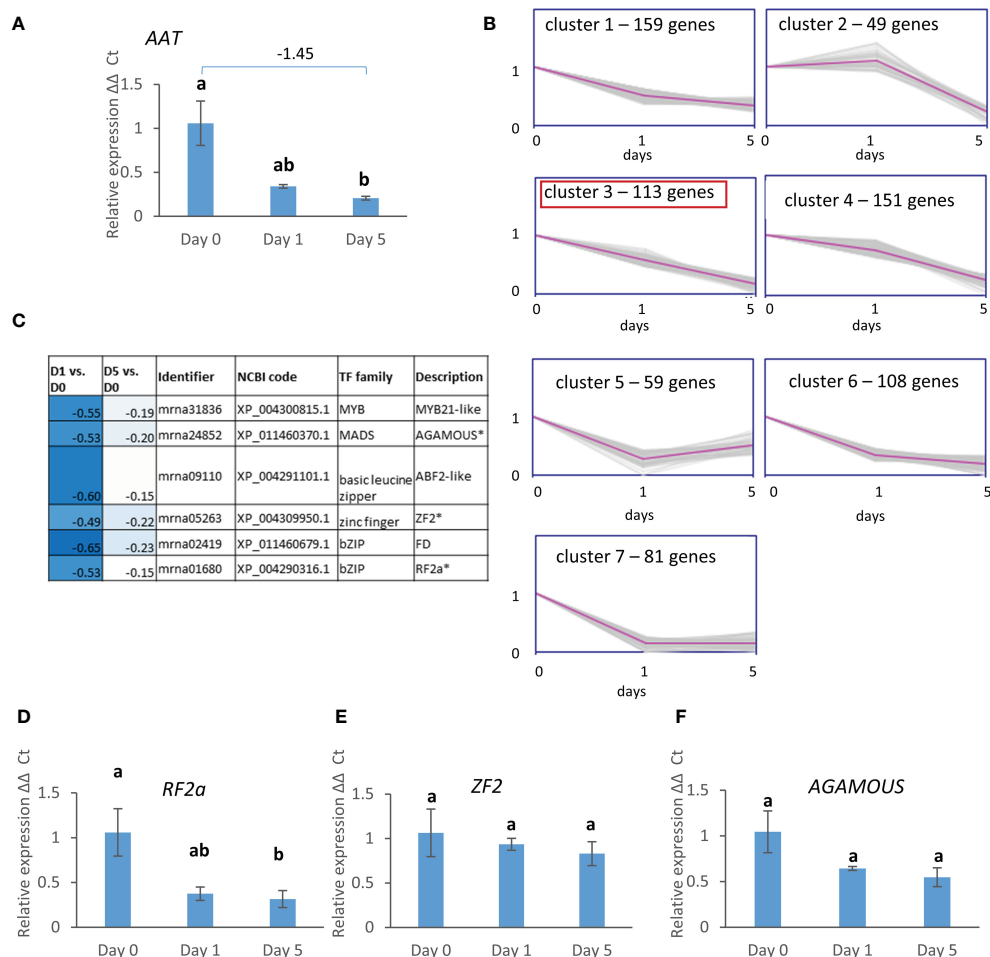 A
AAT
-1.45
Relative expression ΔΔ Ct
1.5
1
0.5
0
a
ab
b
Day 0
Day 1
Day 5
B
cluster 1 – 159 genes
1
0
0
1
5
days
cluster 2 – 49 genes
0
1
5
days
cluster 3 – 113 genes
1
0
0
1
5
days
cluster 4 – 151 genes
0
1
5
days
cluster 5 – 59 genes
1
0
0
1
5
days
cluster 6 – 108 genes
1
0
0
1
5
days
cluster 7 – 81 genes
1
0
0
1
5
days
C
D1 vs. D0 D5 vs. D0 Identifier NCBI code TF family Description
-0.55 -0.19 mrna31836 XP_004300815.1 MYB MYB21-like
-0.53 -0.20 mrna24852 XP_011460370.1 MADS AGAMOUS*
-0.60 -0.15 mrna09110 XP_004291101.1 basic leucine zipper ABF2-like
-0.49 -0.22 mrna05263 XP_004309950.1 zinc finger ZF2*
-0.65 -0.23 mrna02419 XP_011460679.1 bZIP FD
-0.53 -0.15 mrna01680 XP_004290316.1 bZIP RF2a*
D
RF2a
Relative expression ΔΔ Ct
1.5
1
0.5
0
a
ab
b
Day 0
Day 1
Day 5
E
ZF2
Relative expression ΔΔ Ct
1.5
1
0.5
0
a
a
a
Day 0
Day 1
Day 5
F
AGAMOUS
Relative expression ΔΔ Ct
1.5
1
0.5
0
a
a
a
Day 0
Day 1
Day 5